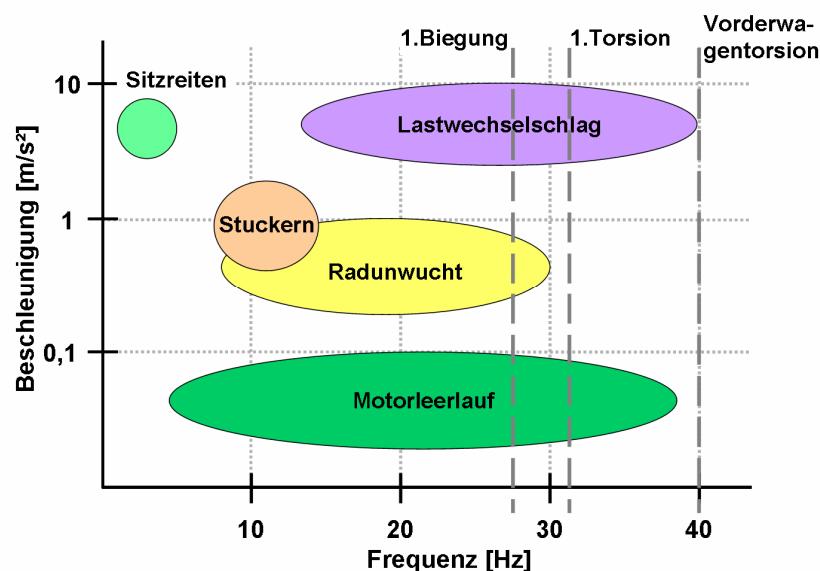 1.Biegung
1.Torsion
Vorderwa-
gentorsion
Sitzreiten
10
Lastwechselschlag
Beschleunigung [m/s²]
1
Stuckern
Radunwucht
0,1
Motorleerlauf
10
20
30
40
Frequenz [Hz]